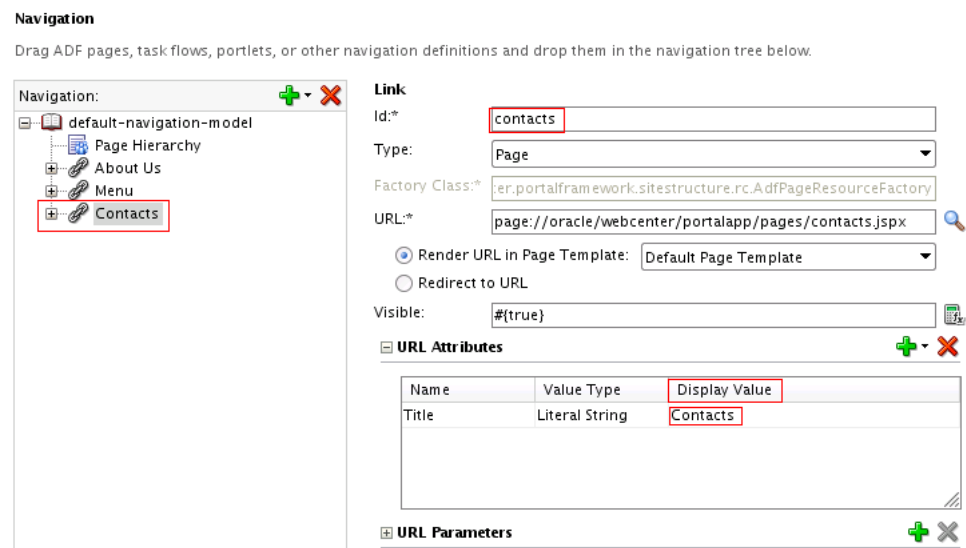 Navigation
Drag ADF pages, task flows, portlets, or other navigation definitions and drop them in the navigation tree below.
Navigation:
default-navigation-model
Page Hierarchy
About Us
Menu
Contacts
Link
Id:* contacts
Type: Page
Factory Class:* :er.portalframework.sitestructure.rc.AdfPageResourceFactory
URL:* page://oracle/webcenter/portalapp/pages/contacts.jspx
Render URL in Page Template: Default Page Template
Redirect to URL
Visible: #{true}
URL Attributes
Name Value Type Display Value
Title Literal String Contacts
URL Parameters